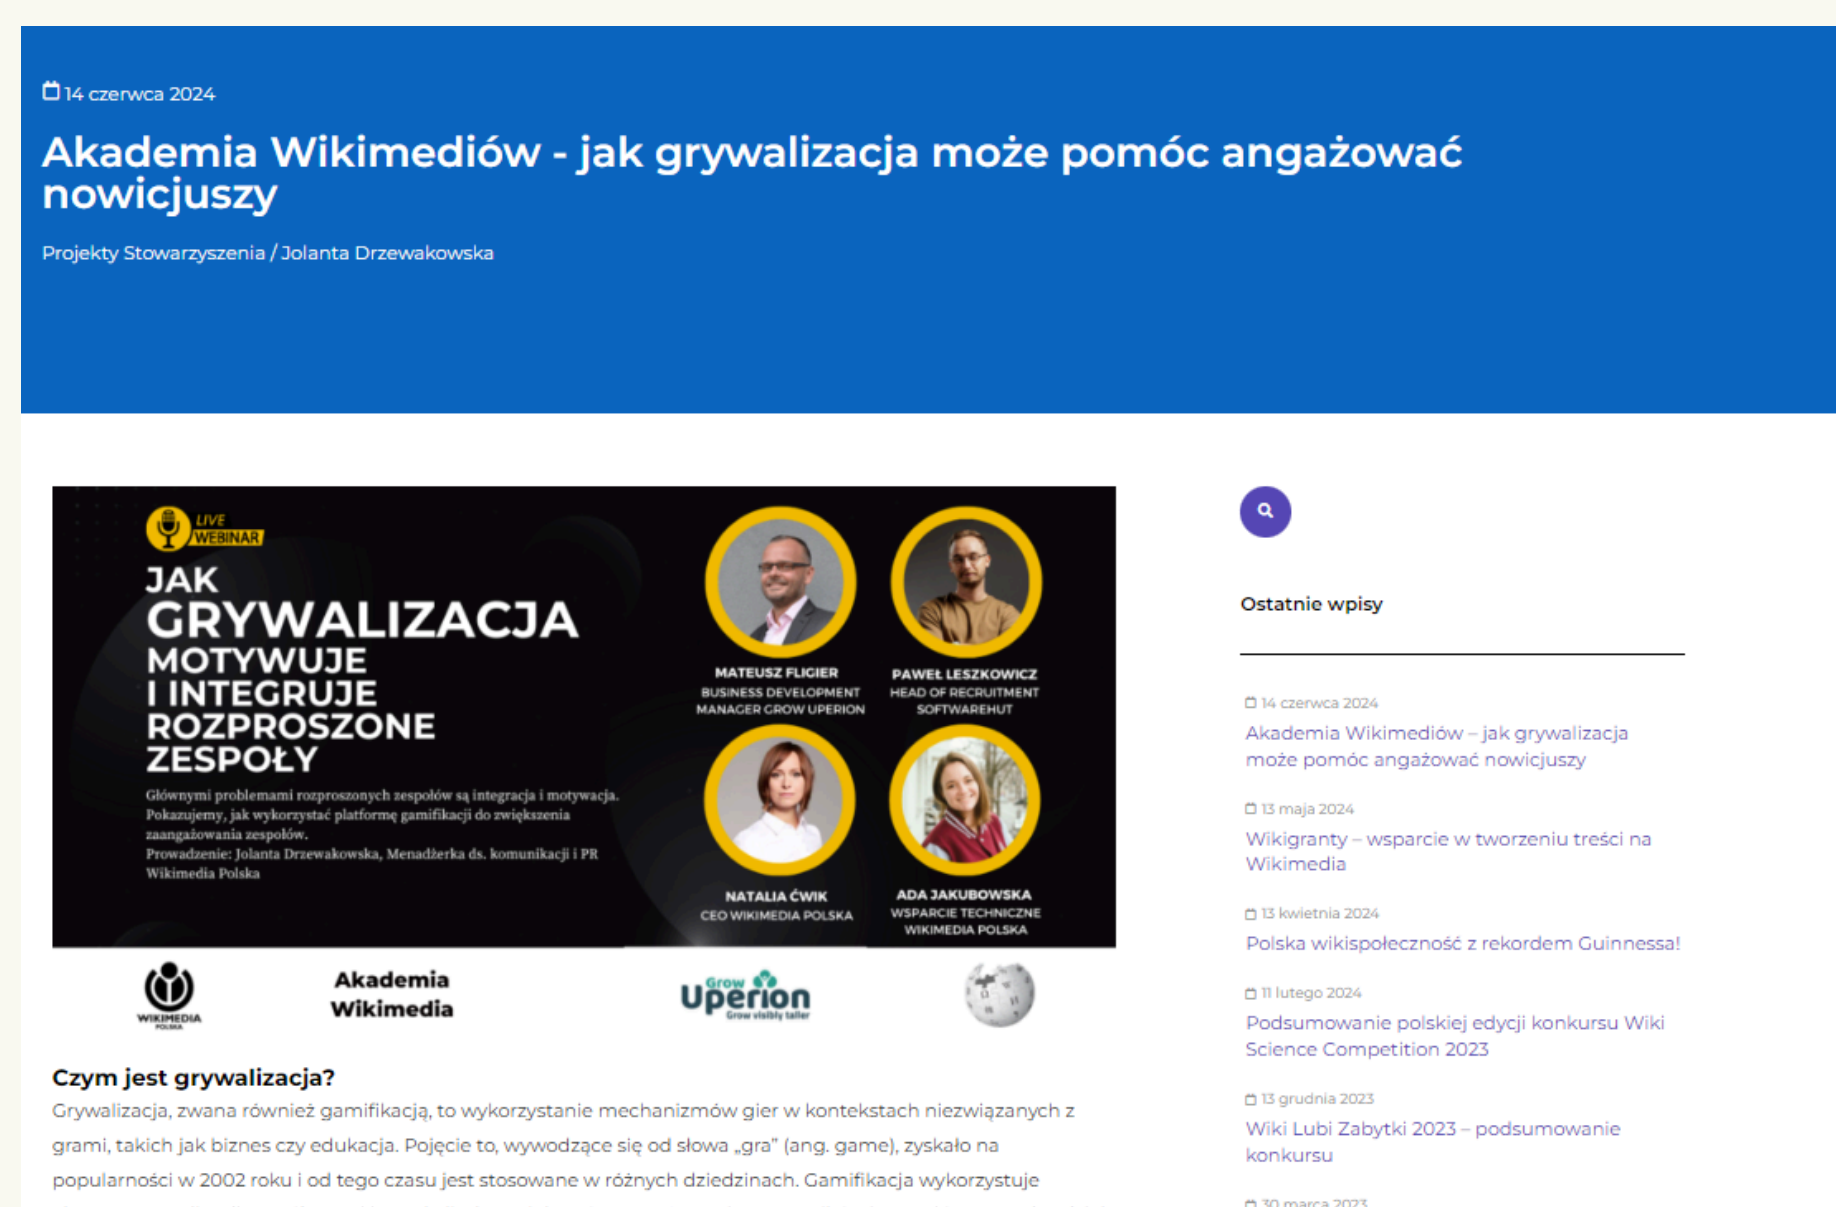 14 czerwca 2024
Akademia Wikimediów - jak grywalizacja może pomóc angażować
nowicjuszy
Projekty Stowarzyszenia / Jolanta Drzewakowska
LIVE
WEBINAR
JAK
GRYWALIZACJA
MOTYWUJE
I INTEGRUJE
ROZPROSZONE
ZESPOŁY
Głównymi problemami rozproszonych zespołów są integracja i motywacja.
Pokazujemy, jak wykorzystać platformę gamifikacji do zwiększenia
zaangażowania zespołów.
Prowadzenie: Jolanta Drzewakowska, Menadżerka ds. komunikacji i PR
Wikimedia Polska
MATEUSZ FLIGIER
BUSINESS DEVELOPMENT
MANAGER GROW UPERION
PAWEŁ LESZKOWICZ
HEAD OF RECRUITMENT
SOFTWAREHUT
NATALIA ĆWIK
CEO WIKIMEDIA POLSKA
ADA JAKUBOWSKA
WSPARCIE TECHNICZNE
WIKIMEDIA POLSKA
WIKIMEDIA
POLSKA
Akademia
Wikimedia
Grow
Uperion
Grow visibly taller
Czym jest grywalizacja?
Grywalizacja, zwana również gamifikacją, to wykorzystanie mechanizmów gier w kontekstach niezwiązanych z
grami, takich jak biznes czy edukacja. Pojęcie to, wywodzące się od słowa „gra” (ang. game), zyskało na
popularności w 2002 roku i od tego czasu jest stosowane w różnych dziedzinach. Gamifikacja wykorzystuje
Ostatnie wpisy
14 czerwca 2024
Akademia Wikimediów – jak grywalizacja
może pomóc angażować nowicjuszy
13 maja 2024
Wikigranty – wsparcie w tworzeniu treści na
Wikimedia
13 kwietnia 2024
Polska wikispołeczność z rekordem Guinnessa!
11 lutego 2024
Podsumowanie polskiej edycji konkursu Wiki
Science Competition 2023
13 grudnia 2023
Wiki Lubi Zabytki 2023 – podsumowanie
konkursu
30 marca 2023